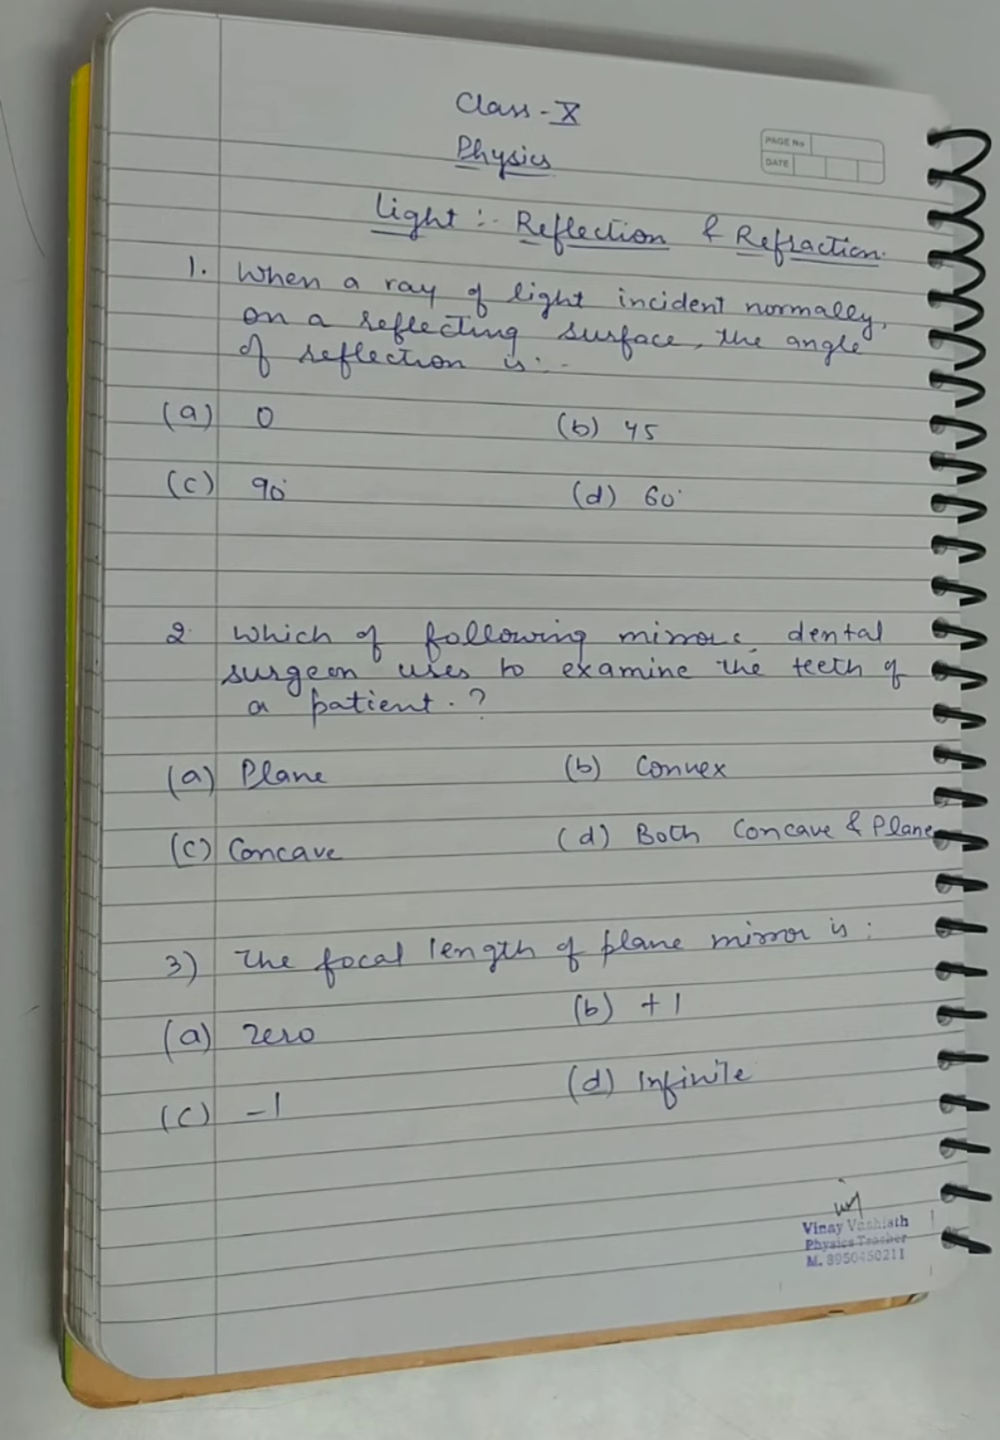 Class - X
Physics
PAGE No
DATE
Light :- Reflection & Refraction.
1. When a ray of light incident normally,
on a reflecting surface, the angle
of reflection is :-
(a) 0
(b) 45
(c) 90°
(d) 60°
2. Which of following mirrors dental
surgeon uses to examine the teeth of
a patient.?
(a) Plane
(b) Convex
(c) Concave
(d) Both Concave & Plane
3) The focal length of plane mirror is :
(a) zero
(b) +1
(c) -1
(d) Infinite
Vinay Vashisth
Physics Teacher
M. 8950450211